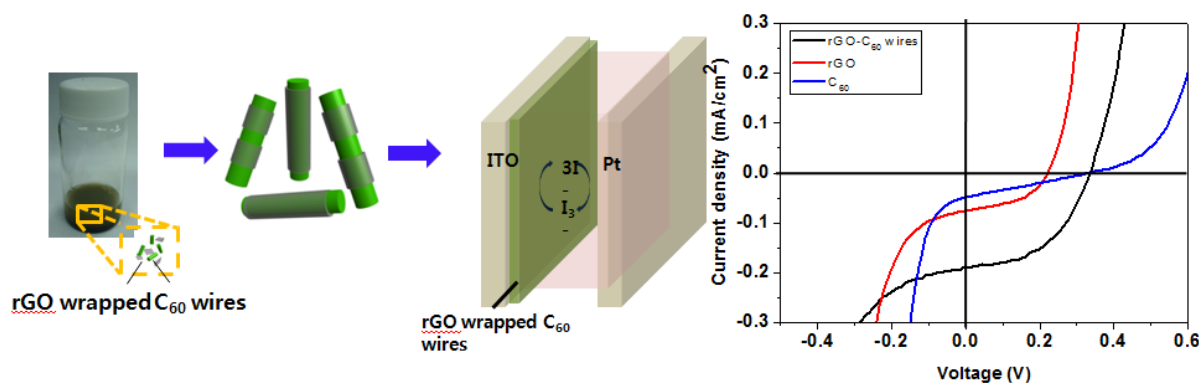 rGO wrapped C60 wires
ITO
Pt
3I
-
I3
-
rGO wrapped C60
wires
Current density (mA/cm2)
0.3
0.2
0.1
0.0
-0.1
-0.2
-0.3
rGO-C60 wires
rGO
C60
-0.4
-0.2
0.0
0.2
0.4
0.6
Voltage (V)